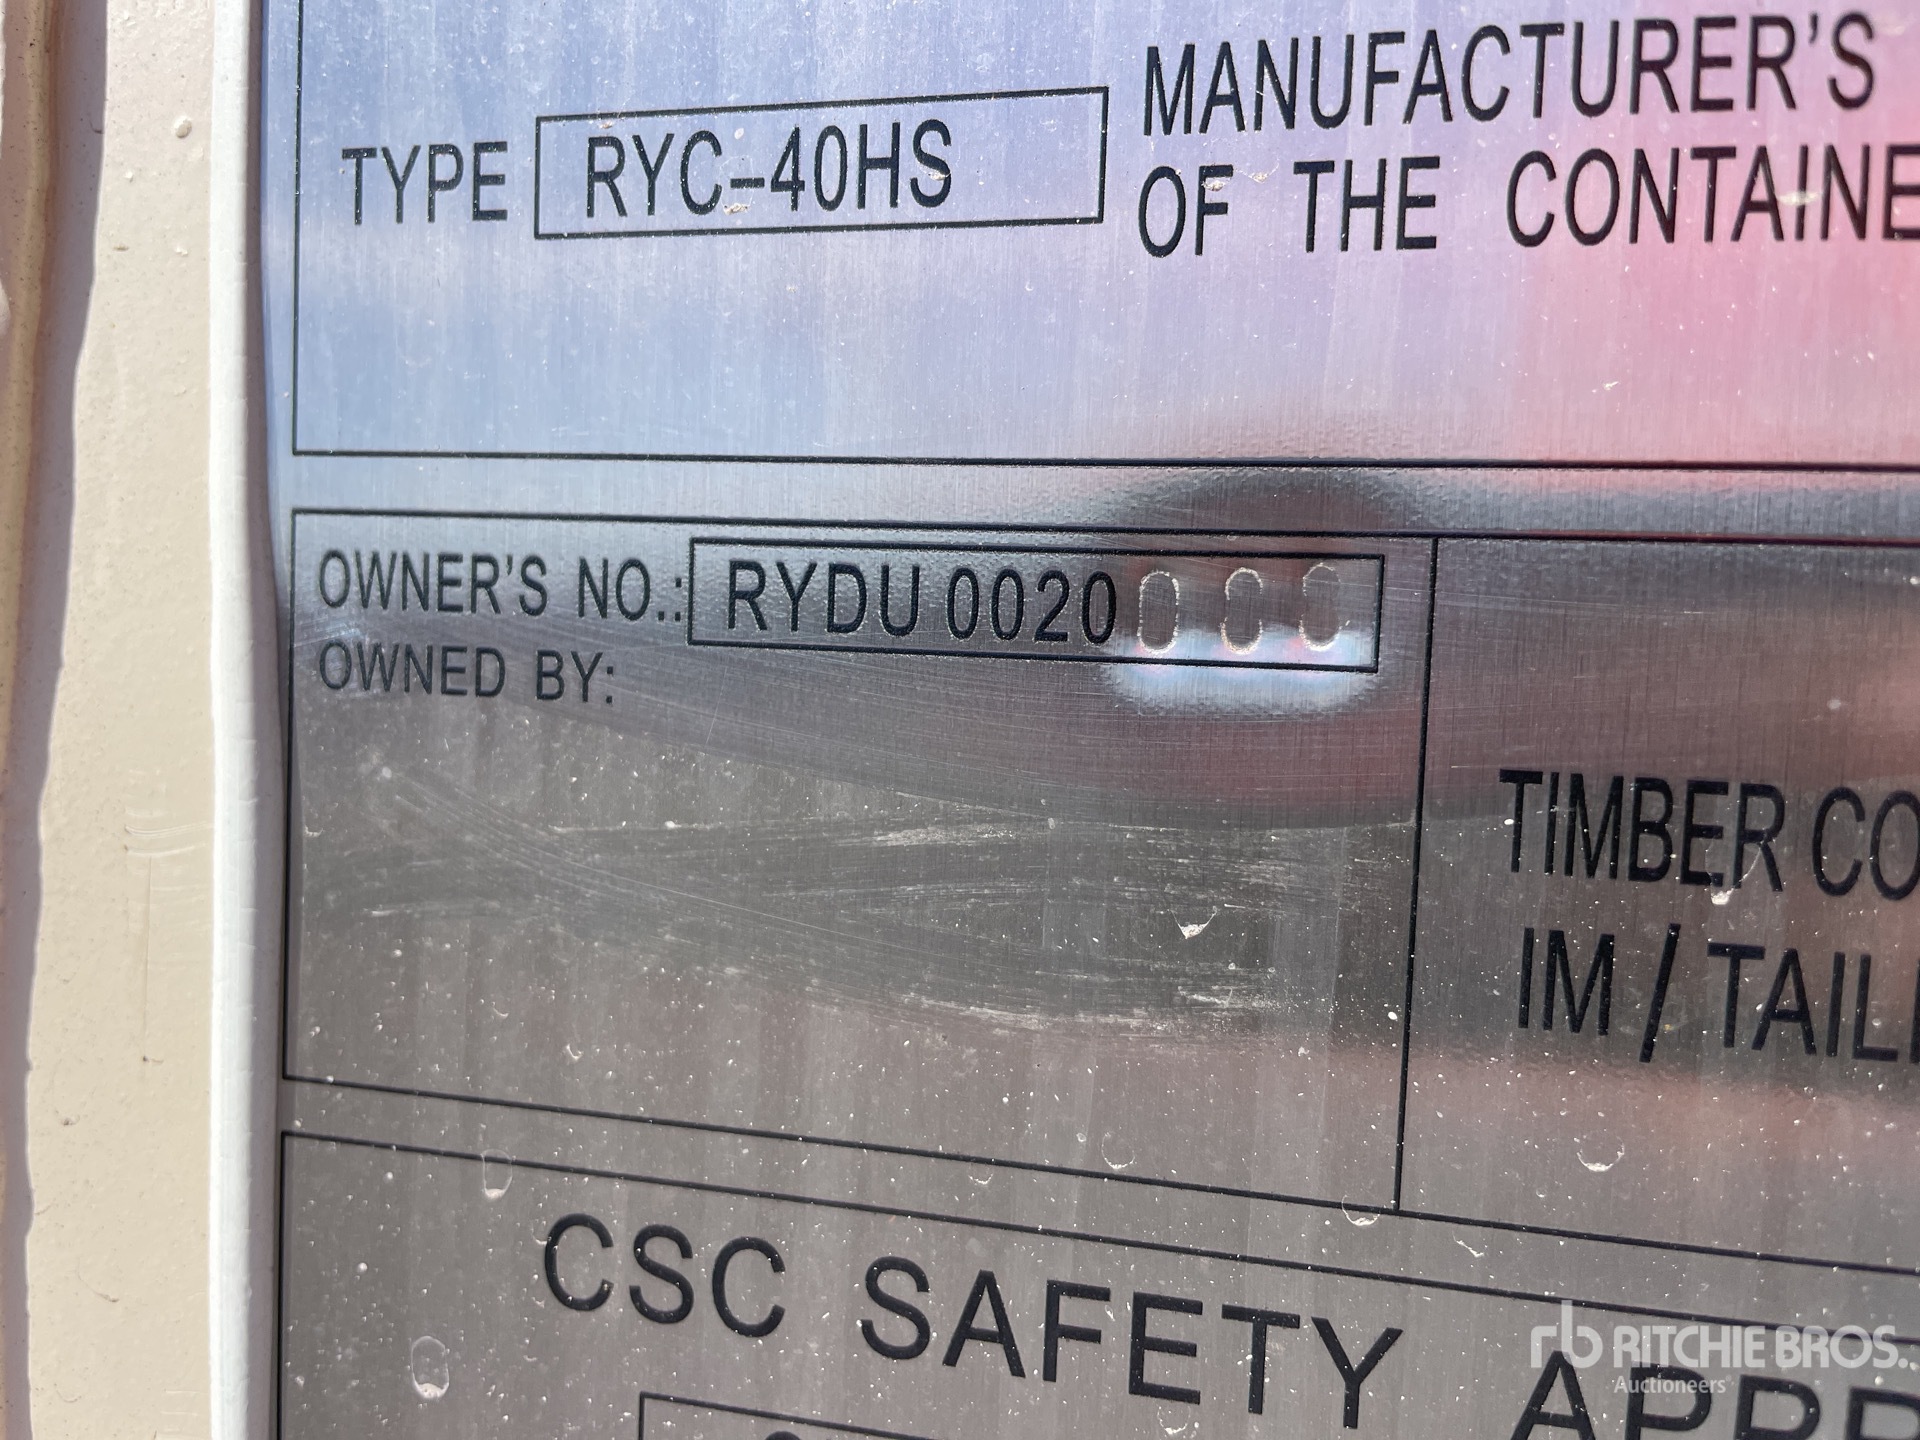 TYPE RYC-40HS
MANUFACTURER'S
OF THE CONTAINE
OWNER'S NO.: RYDU 0020
OWNED BY:
TIMBER CO
IM / TAIL
CSC SAFETY APPR
rb RITCHIE BROS.
Auctioneers